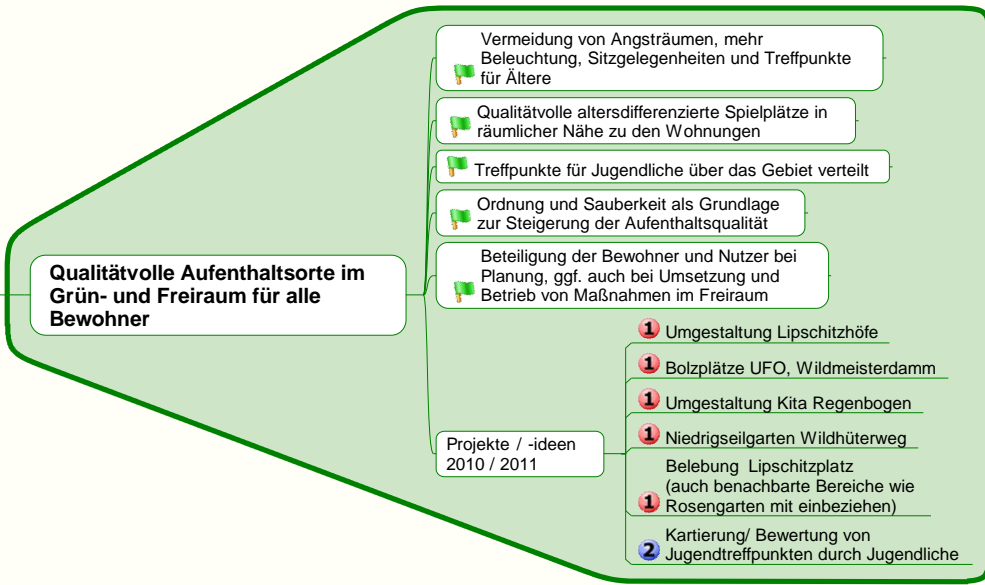 Qualitätvolle Aufenthaltsorte im
Grün- und Freiraum für alle
Bewohner
Vermeidung von Angsträumen, mehr
Beleuchtung, Sitzgelegenheiten und Treffpunkte
für Ältere
Qualitätvolle altersdifferenzierte Spielplätze in
räumlicher Nähe zu den Wohnungen
Treffpunkte für Jugendliche über das Gebiet verteilt
Ordnung und Sauberkeit als Grundlage
zur Steigerung der Aufenthaltsqualität
Beteiligung der Bewohner und Nutzer bei
Planung, ggf. auch bei Umsetzung und
Betrieb von Maßnahmen im Freiraum
Projekte / -ideen
2010 / 2011
1 Umgestaltung Lipschitzhöfe
1 Bolzplätze UFO, Wildmeisterdamm
1 Umgestaltung Kita Regenbogen
1 Niedrigseilgarten Wildhüterweg
Belebung Lipschitzplatz
(auch benachbarte Bereiche wie
1 Rosengarten mit einbeziehen)
Kartierung/ Bewertung von
2 Jugendtreffpunkten durch Jugendliche